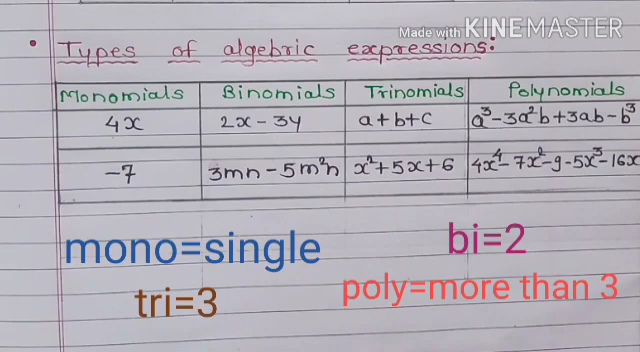 Made with KINEMASTER
• Types of algebric expressions:
Monomials Binomials Trinomials Polynomials
4x 2x - 3y a+b+c a³-3a²b+3ab-b³
-7 3mn - 5m²n x²+5x+6 4x⁴-7x²-9-5x³-16x
mono=single bi=2
tri=3 poly=more than 3